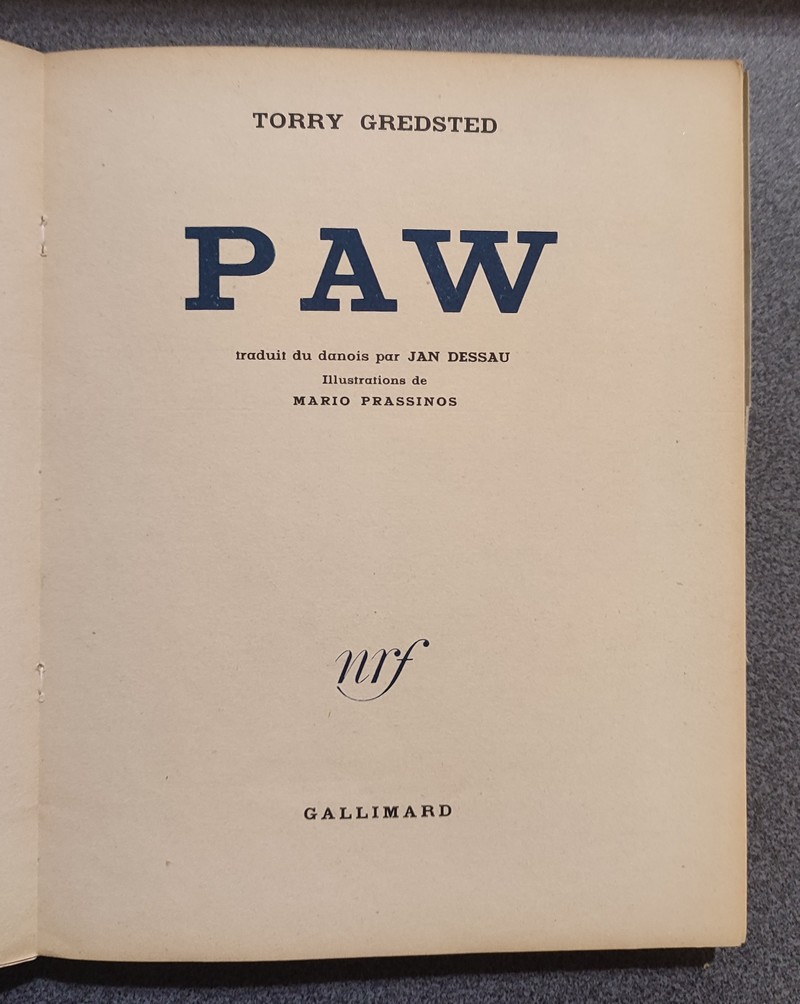 TORRY GREDSTED
PAW
traduit du danois par JAN DESSAU
Illustrations de
MARIO PRASSINOS
nrf
GALLIMARD